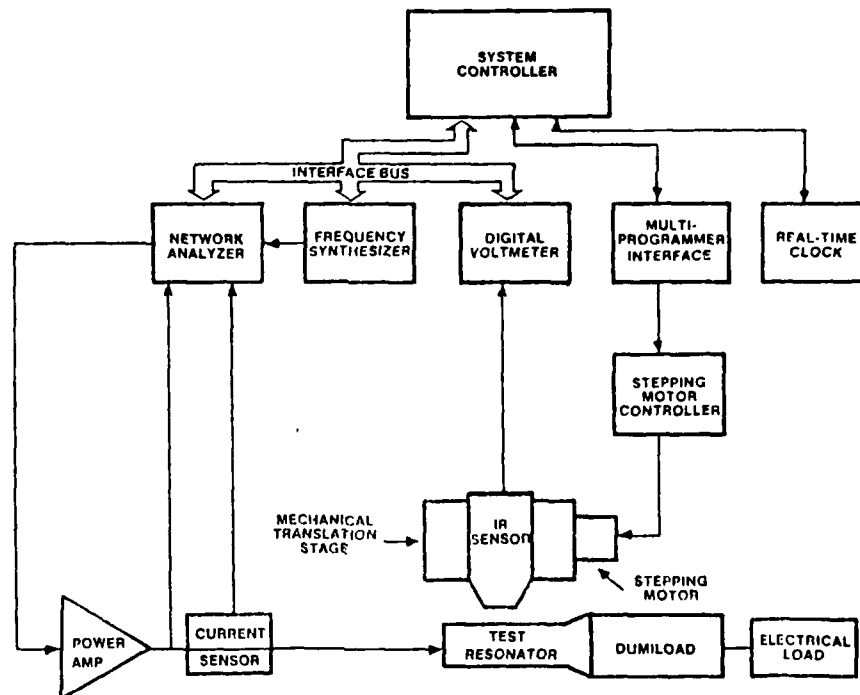 SYSTEM
CONTROLLER
INTERFACE BUS
NETWORK
ANALYZER
FREQUENCY
SYNTHESIZER
DIGITAL
VOLTMETER
MULTI-
PROGRAMMER
INTERFACE
REAL-TIME
CLOCK
STEPPING
MOTOR
CONTROLLER
MECHANICAL
TRANSLATION
STAGE
IR
SENSOR
STEPPING
MOTOR
POWER
AMP
CURRENT
SENSOR
TEST
RESONATOR
DUMILOAD
ELECTRICAL
LOAD